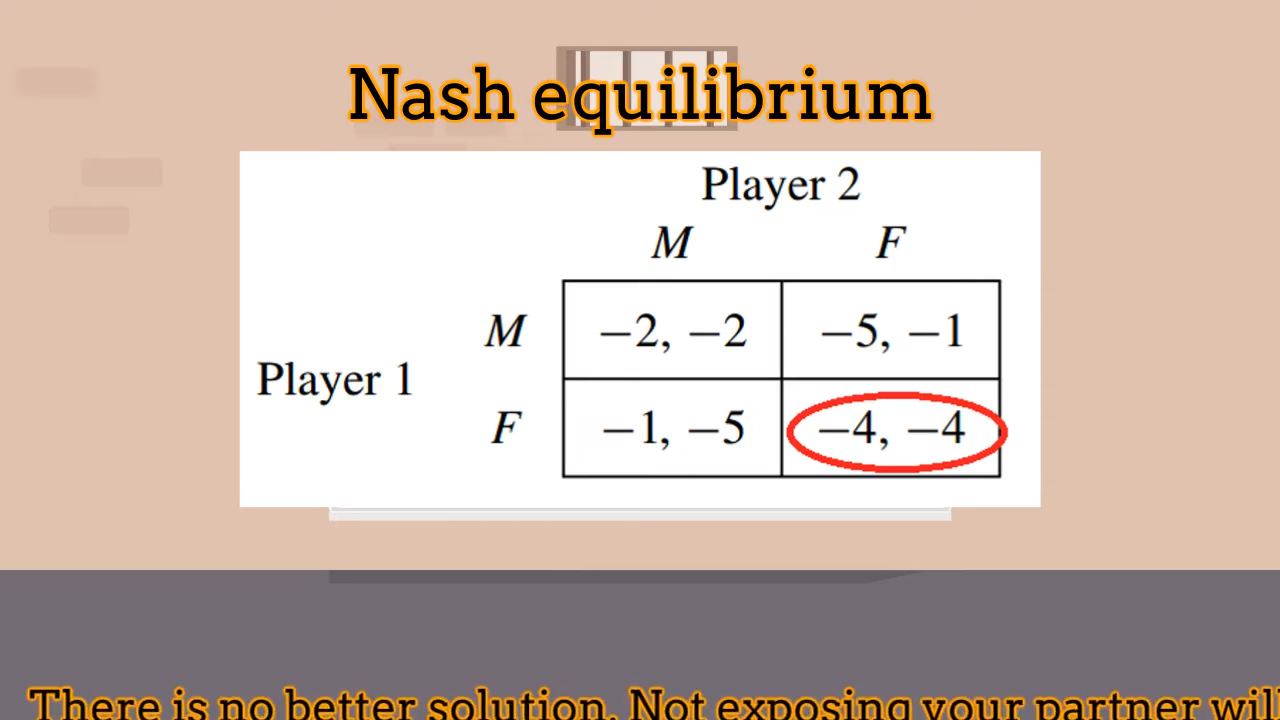 Nash equilibrium
Player 2
M F
M −2, −2 −5, −1
Player 1
F −1, −5 −4, −4
There is no better solution. Not exposing your partner will